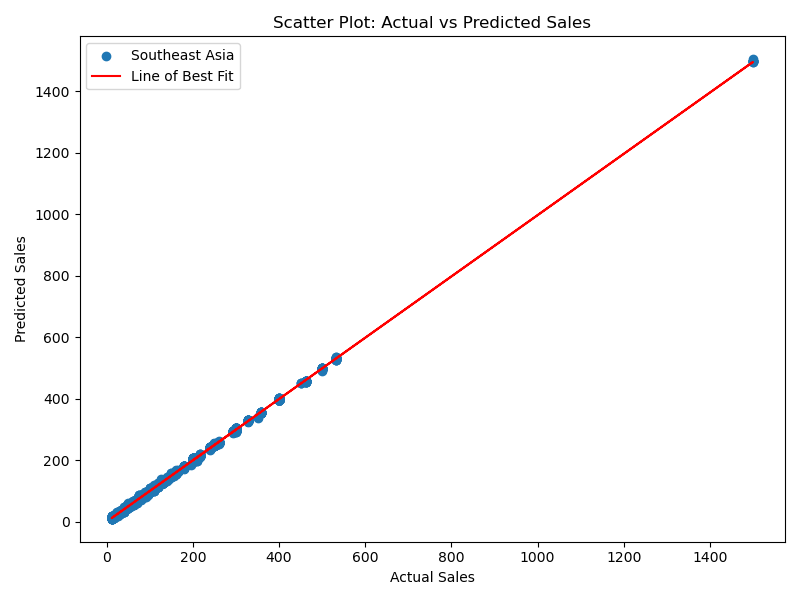 Scatter Plot: Actual vs Predicted Sales
Southeast Asia
Line of Best Fit
Predicted Sales
1400
1200
1000
800
600
400
200
0
0 200 400 600 800 1000 1200 1400
Actual Sales